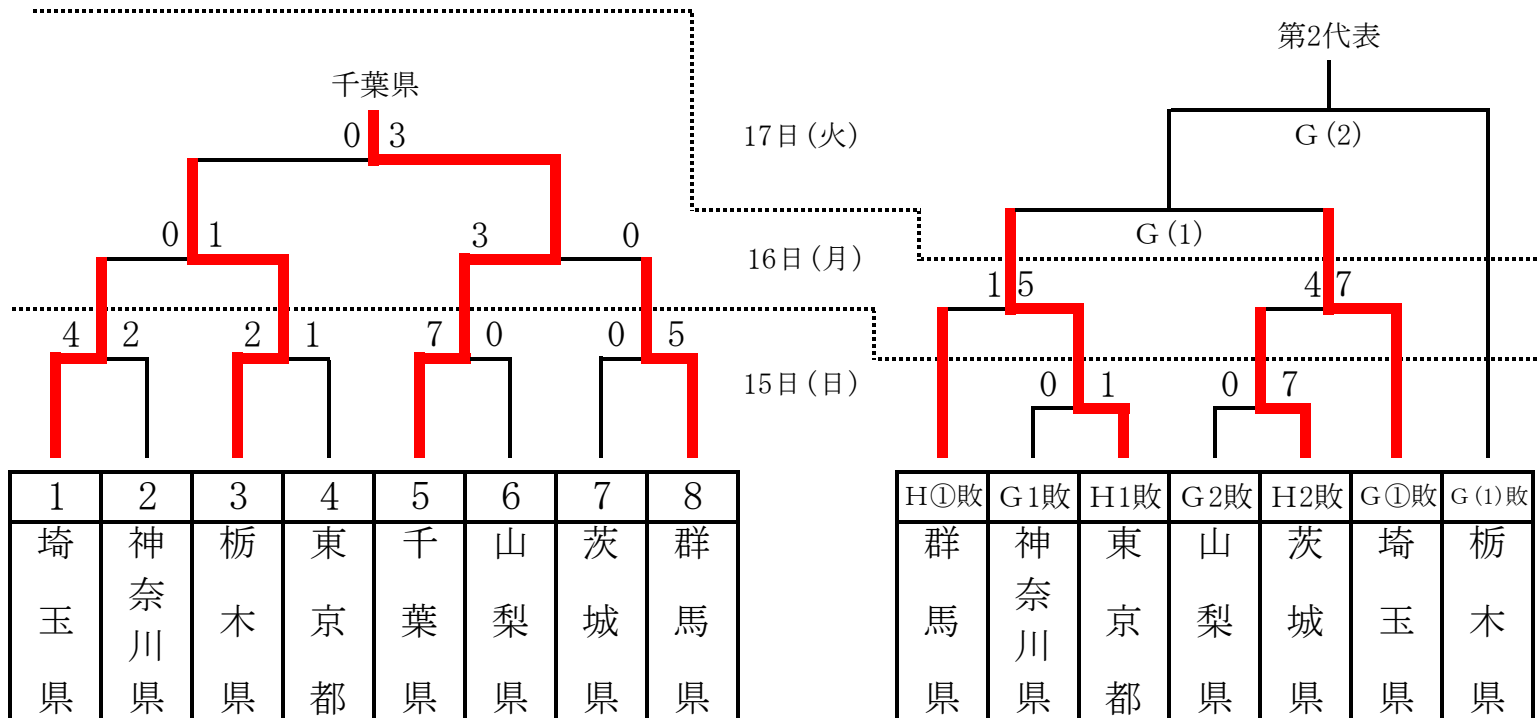 第2代表
千葉県
0 3
17日(火)
G(2)
0 1
3 0
G(1)
16日(月)
1 5
4 7
4 2
2 1
7 0
0 5
15日(日)
0 1
0 7
1 2 3 4 5 6 7 8
H①敗 G1敗 H1敗 G2敗 H2敗 G①敗 G(1)敗
埼玉県
神奈川県
栃木県
東京都
千葉県
山梨県
茨城県
群馬県
群馬県
神奈川県
東京都
山梨県
茨城県
埼玉県
栃木県